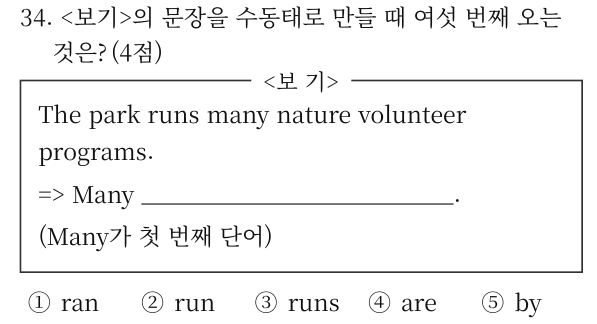 34. <보기>의 문장을 수동태로 만들 때 여섯 번째 오는
것은?(4점)
<보 기>
The park runs many nature volunteer
programs.
=> Many ____________________.
(Many가 첫 번째 단어)
① ran ② run ③ runs ④ are ⑤ by